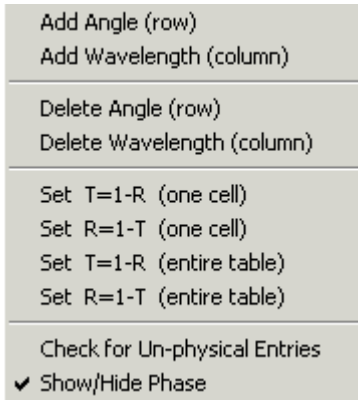 Add Angle (row)
Add Wavelength (column)
Delete Angle (row)
Delete Wavelength (column)
Set T=1-R (one cell)
Set R=1-T (one cell)
Set T=1-R (entire table)
Set R=1-T (entire table)
Check for Un-physical Entries
Show/Hide Phase